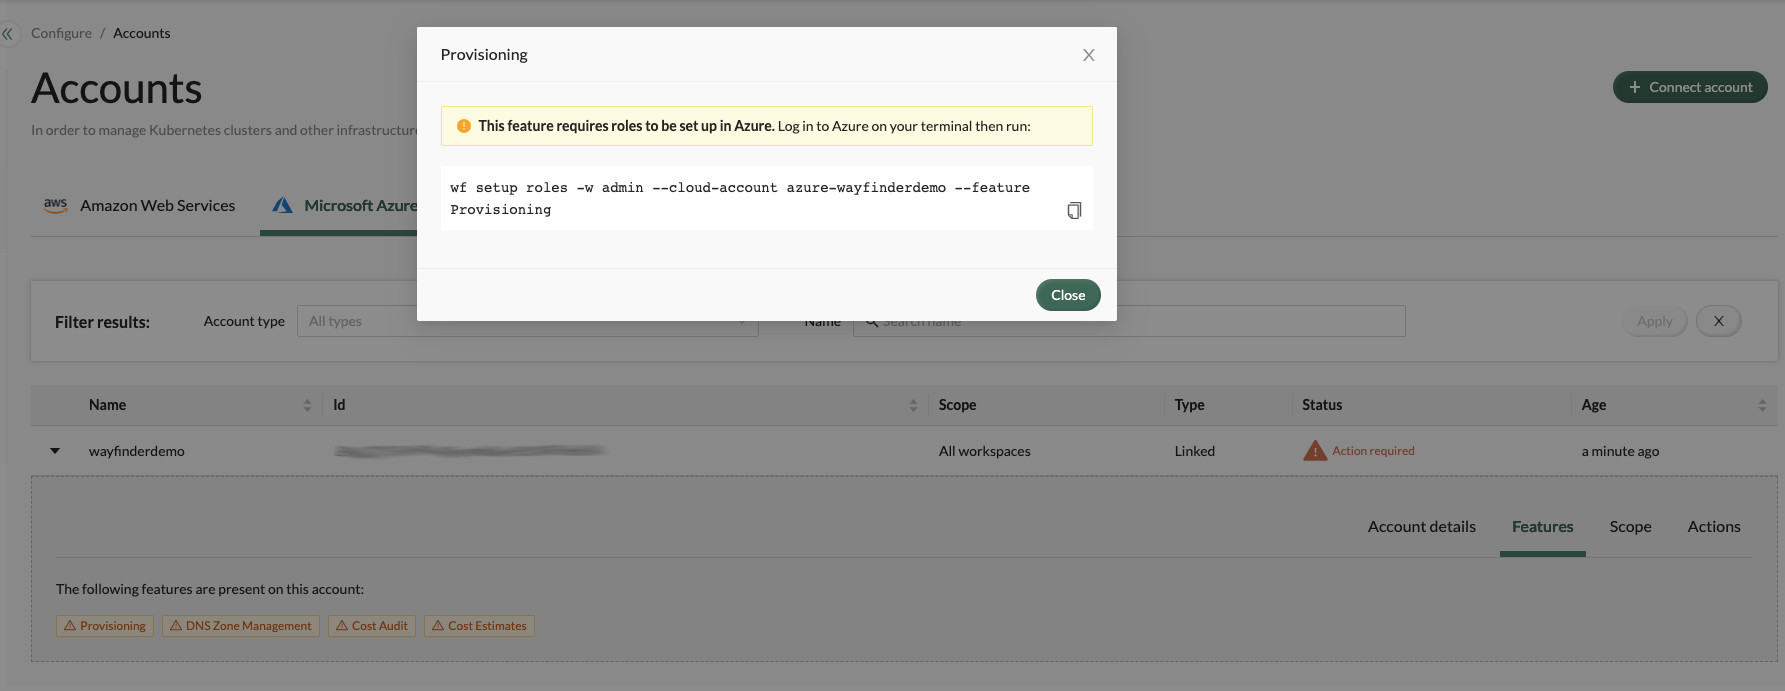 Configure / Accounts
Accounts
In order to manage Kubernetes clusters and other infrastructure
+ Connect account
Provisioning
X
This feature requires roles to be set up in Azure. Log in to Azure on your terminal then run:
wf setup roles -w admin --cloud-account azure-wayfinderdemo --feature
Provisioning
Close
aws Amazon Web Services
Microsoft Azure
Filter results: Account type All types Name Search name Apply X
Name Id Scope Type Status Age
wayfinderdemo All workspaces Linked Action required a minute ago
Account details Features Scope Actions
The following features are present on this account:
Provisioning DNS Zone Management Cost Audit Cost Estimates